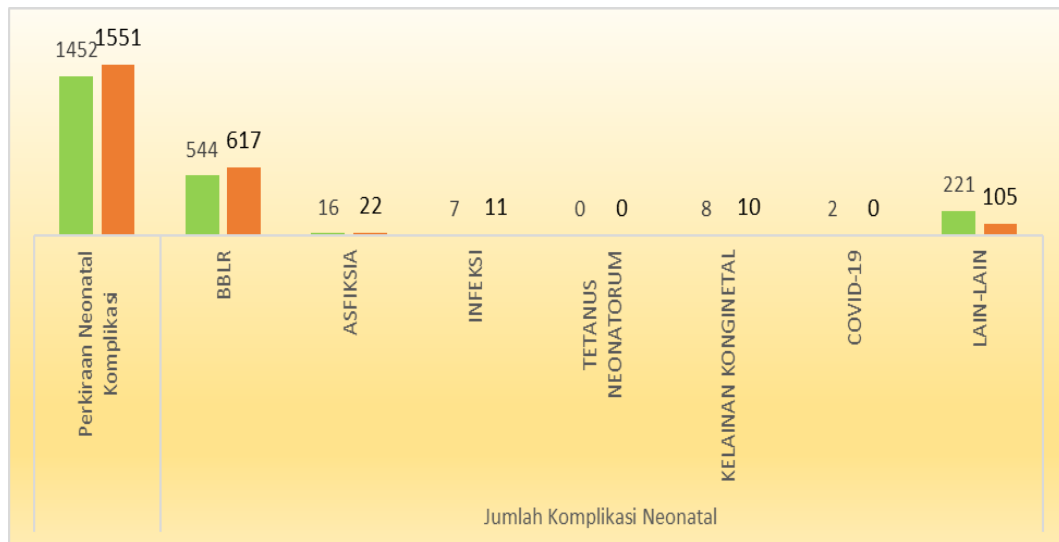 1452 1551
544 617
16 22
7 11
0 0
8 10
2 0
221 105
Perkiraan Neonatal
Komplikasi
BBLR
ASFIKSIA
INFEKSI
TETANUS
NEONATORUM
KELAINAN KONGINETAL
COVID-19
LAIN-LAIN
Jumlah Komplikasi Neonatal